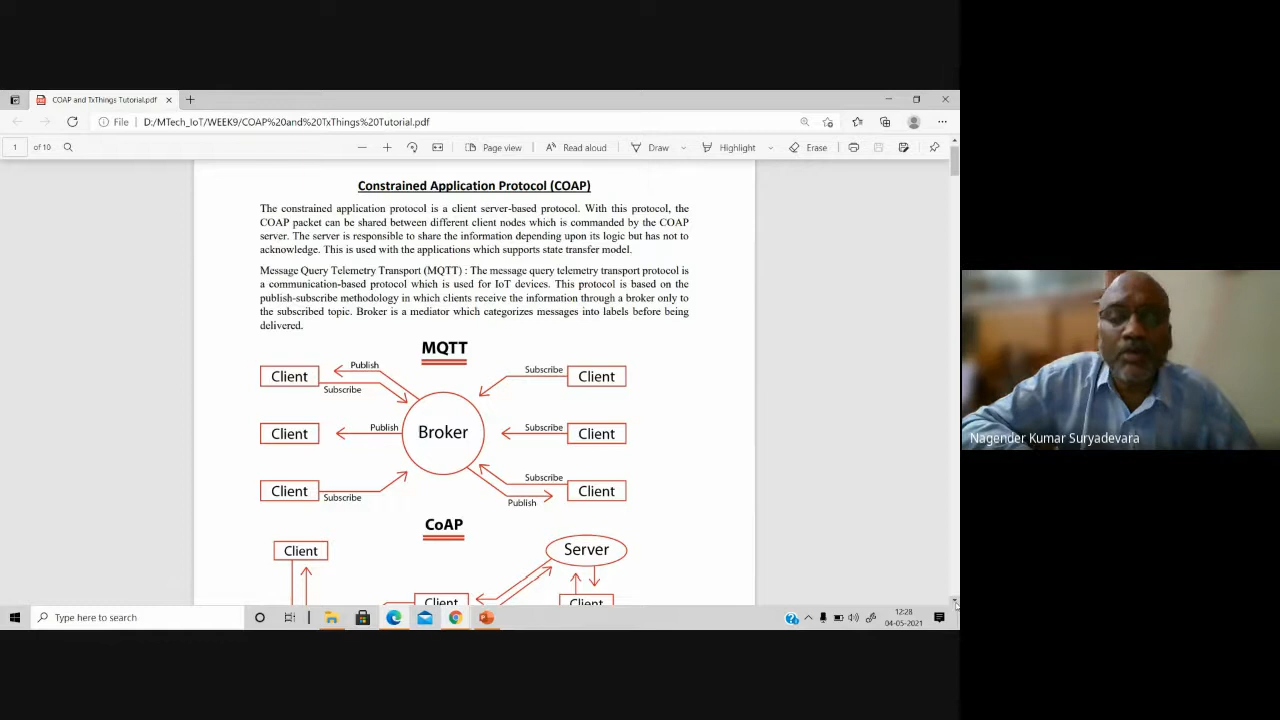 COAP and TxThings Tutorial.pdf
File D:/MTech_IoT/WEEK9/COAP%20and%20TxThings%20Tutorial.pdf
1 of 10 Page view Read aloud Draw Highlight Erase
Constrained Application Protocol (COAP)
The constrained application protocol is a client server-based protocol. With this protocol, the
COAP packet can be shared between different client nodes which is commanded by the COAP
server. The server is responsible to share the information depending upon its logic but has not to
acknowledge. This is used with the applications which supports state transfer model.
Message Query Telemetry Transport (MQTT) : The message query telemetry transport protocol is
a communication-based protocol which is used for IoT devices. This protocol is based on the
publish-subscribe methodology in which clients receive the information through a broker only to
the subscribed topic. Broker is a mediator which categorizes messages into labels before being
delivered.
MQTT
Client Publish Subscribe Subscribe Client
Client Publish Broker Subscribe Client
Client Subscribe Subscribe Publish Client
CoAP
Client Server
Client Client
Nagender Kumar Suryadevara
Type here to search
12:28
04-05-2021